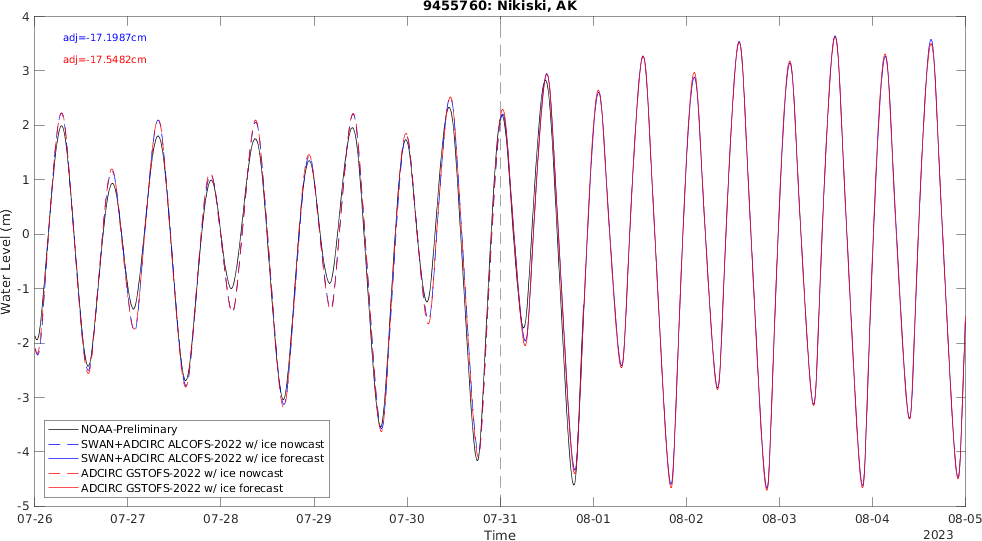 9455760: Nikiski, AK
adj=-17.1987cm
adj=-17.5482cm
Water Level (m)
4
3
2
1
0
-1
-2
-3
-4
-5
NOAA-Preliminary
SWAN+ADCIRC ALCOFS-2022 w/ ice nowcast
SWAN+ADCIRC ALCOFS-2022 w/ ice forecast
ADCIRC GSTOFS-2022 w/ ice nowcast
ADCIRC GSTOFS-2022 w/ ice forecast
07-26 07-27 07-28 07-29 07-30 07-31 08-01 08-02 08-03 08-04 08-05
Time
2023